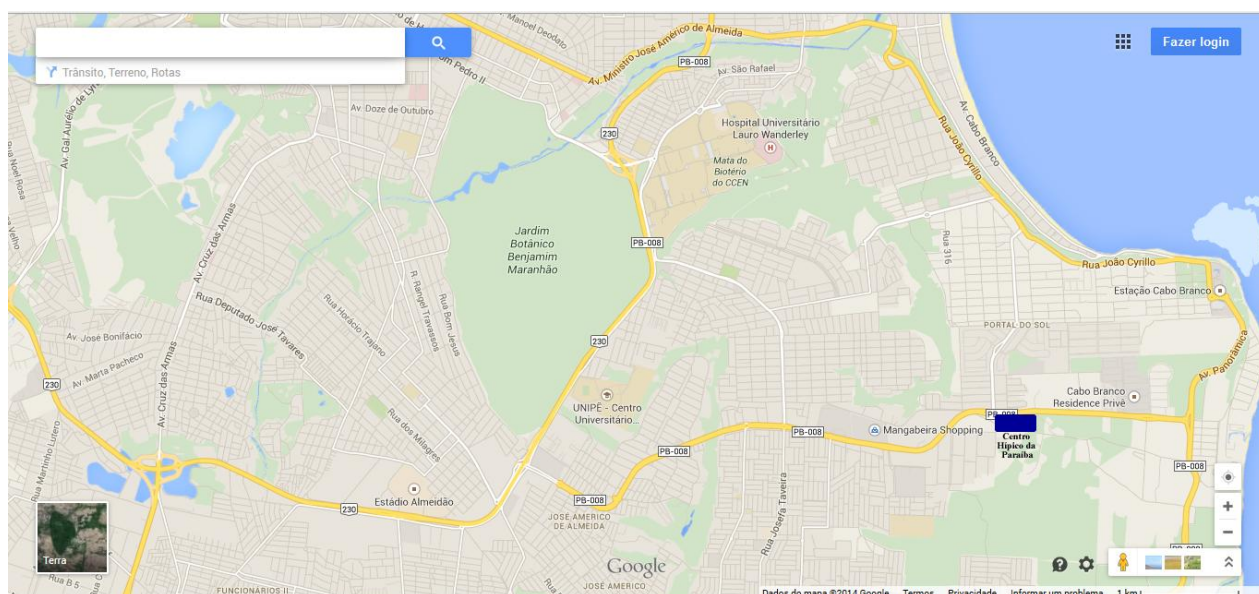 Manoel Deodato
Av. Ministro José Américo de Almeida
Fazer login
Trânsito, Terreno, Rotas
om Pedro II
PB-008
Av. São Rafael
Av. Gal Aurélio de Ly
Av. Doze de Outubro
Rua Noel Rosa
230
Hospital Universitário
Lauro Wanderley
H
Mata do
Biotério
do CCEN
Av. Cabo Branco
Rua João Cyrillo
Jardim
Botânico
Benjamim
Maranhão
PB-008
Rua 316
Velho
Av. Cruz das Armas
R. Rangel Travassos
Rua Bom Jesus
Rua João Cyrillo
Estação Cabo Branco
Rua Deputado José Tavares
Rua Horácio Trajano
PORTAL DO SOL
Av. José Bonifácio
230
Av. Marta Pacheco
Av. Cruz das Armas
230
Av. Panorâmica
UNIPÊ - Centro
Universitário...
Cabo Branco
Residence Privê
PB-008
Rua dos Milagres
PB-008
Mangabeira Shopping
Centro
Hípico da
Paraíba
Rua Martinho Lutero
PB-008
PB-008
Estádio Almeidão
230
PB-008
Rua Josefa Taveira
JOSÉ AMERICO
DE ALMEIDA
Terra
Google
Rua B 5
FUNCIONÁRIOS II
JOSÉ AMERICO
Dados do mapa ©2014 Google Termos Privacidade Informar um problema 1 km